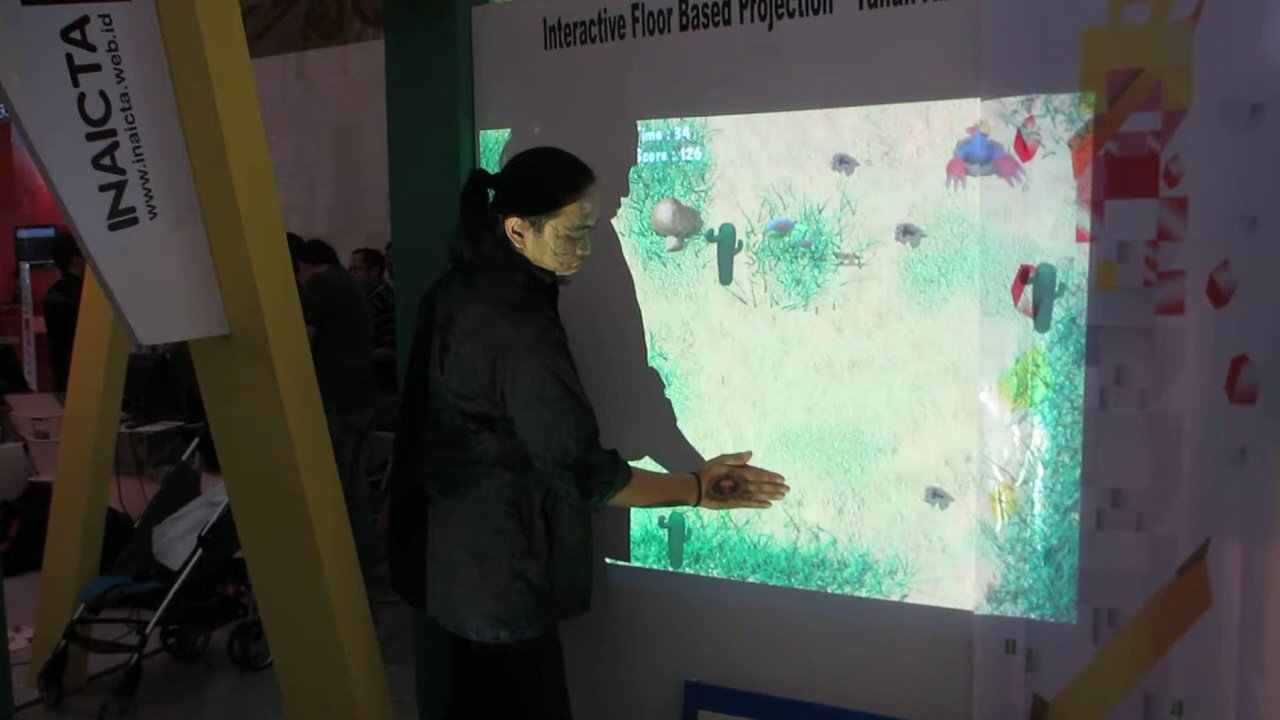 INAICTA
www.inaicta.web.id
Interactive Floor Based Projection
Time : 34
Score : 126